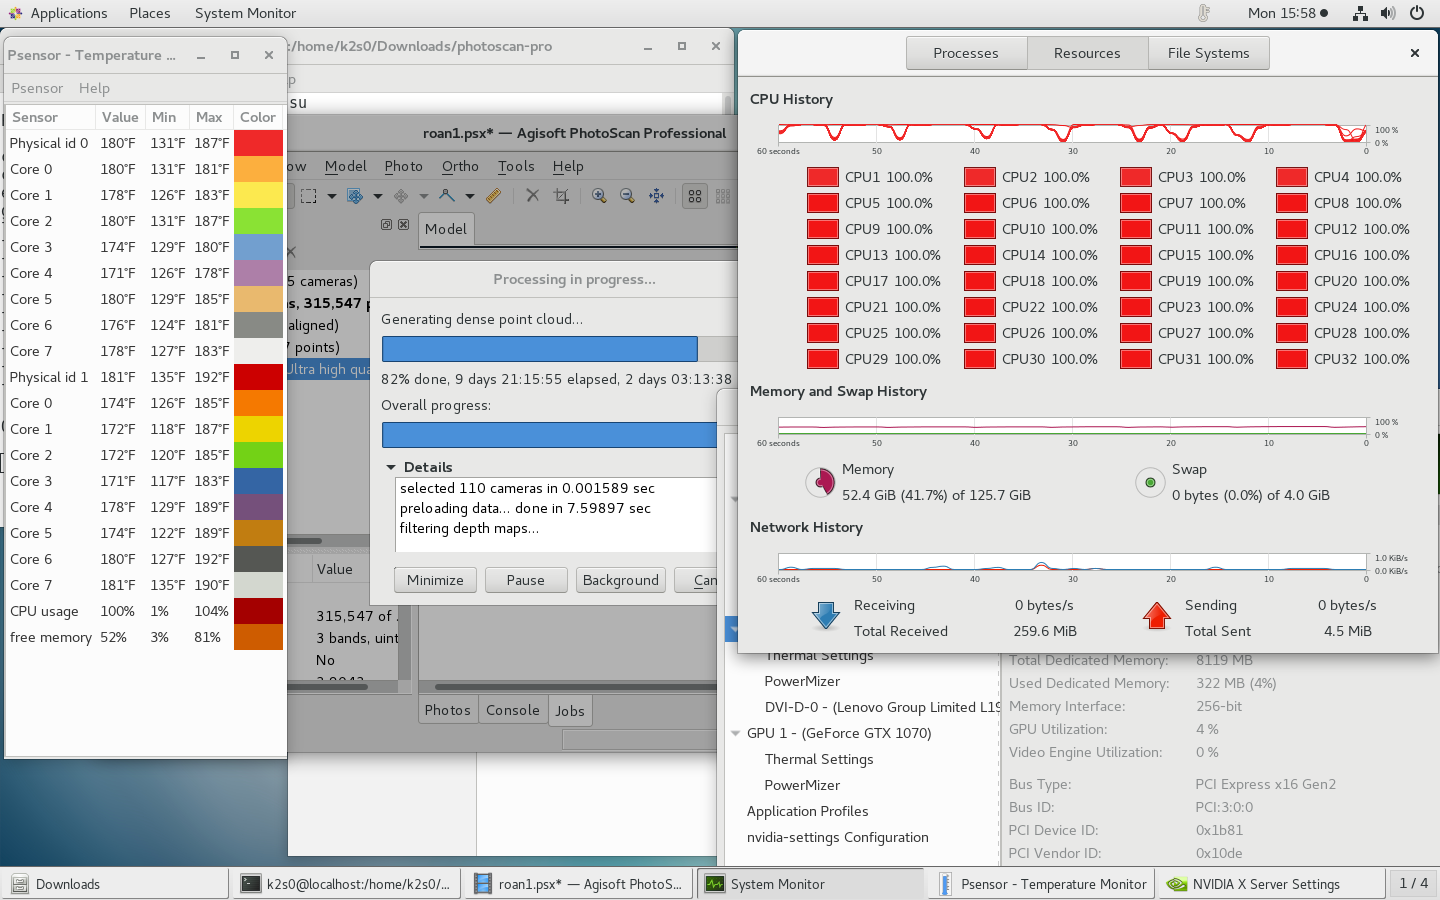 Applications Places System Monitor Mon 15:58
Psensor - Temperature ...
Psensor Help
Sensor Value Min Max Color
Physical id 0 180°F 131°F 187°F
Core 0 180°F 131°F 181°F
Core 1 178°F 126°F 183°F
Core 2 180°F 131°F 187°F
Core 3 174°F 129°F 180°F
Core 4 171°F 126°F 178°F
Core 5 180°F 129°F 185°F
Core 6 176°F 124°F 181°F
Core 7 178°F 127°F 183°F
Physical id 1 181°F 135°F 192°F
Core 0 174°F 126°F 185°F
Core 1 172°F 118°F 187°F
Core 2 172°F 120°F 185°F
Core 3 171°F 117°F 183°F
Core 4 178°F 129°F 189°F
Core 5 174°F 122°F 189°F
Core 6 180°F 127°F 192°F
Core 7 181°F 135°F 190°F
CPU usage 100% 1% 104%
free memory 52% 3% 81%
:/home/k2s0/Downloads/photoscan-pro
su
roan1.psx* — Agisoft PhotoScan Professional
ow Model Photo Ortho Tools Help
Model
5 cameras)
s, 315,547 p
aligned)
7 points)
Ultra high qua
Processing in progress...
Generating dense point cloud...
82% done, 9 days 21:15:55 elapsed, 2 days 03:13:38
Overall progress:
Details
selected 110 cameras in 0.001589 sec
preloading data... done in 7.59897 sec
filtering depth maps...
Minimize Pause Background Can
Value
315,547 of .
3 bands, uint
No
Photos Console Jobs
Processes Resources File Systems
CPU History
100 %
0 %
60 seconds 50 40 30 20 10 0
CPU1 100.0% CPU2 100.0% CPU3 100.0% CPU4 100.0%
CPU5 100.0% CPU6 100.0% CPU7 100.0% CPU8 100.0%
CPU9 100.0% CPU10 100.0% CPU11 100.0% CPU12 100.0%
CPU13 100.0% CPU14 100.0% CPU15 100.0% CPU16 100.0%
CPU17 100.0% CPU18 100.0% CPU19 100.0% CPU20 100.0%
CPU21 100.0% CPU22 100.0% CPU23 100.0% CPU24 100.0%
CPU25 100.0% CPU26 100.0% CPU27 100.0% CPU28 100.0%
CPU29 100.0% CPU30 100.0% CPU31 100.0% CPU32 100.0%
Memory and Swap History
100 %
0 %
60 seconds 50 40 30 20 10 0
Memory Swap
52.4 GiB (41.7%) of 125.7 GiB 0 bytes (0.0%) of 4.0 GiB
Network History
1.0 KiB/s
0.0 KiB/s
60 seconds 50 40 30 20 10 0
Receiving 0 bytes/s Sending 0 bytes/s
Total Received 259.6 MiB Total Sent 4.5 MiB
Thermal Settings
PowerMizer
DVI-D-0 - (Lenovo Group Limited L19
GPU 1 - (GeForce GTX 1070)
Thermal Settings
PowerMizer
Application Profiles
nvidia-settings Configuration
Total Dedicated Memory: 8119 MB
Used Dedicated Memory: 322 MB (4%)
Memory Interface: 256-bit
GPU Utilization: 4 %
Video Engine Utilization: 0 %
Bus Type: PCI Express x16 Gen2
Bus ID: PCI:3:0:0
PCI Device ID: 0x1b81
PCI Vendor ID: 0x10de
Downloads k2s0@localhost:/home/k2s0/... roan1.psx* — Agisoft PhotoS... System Monitor Psensor - Temperature Monitor NVIDIA X Server Settings 1 / 4